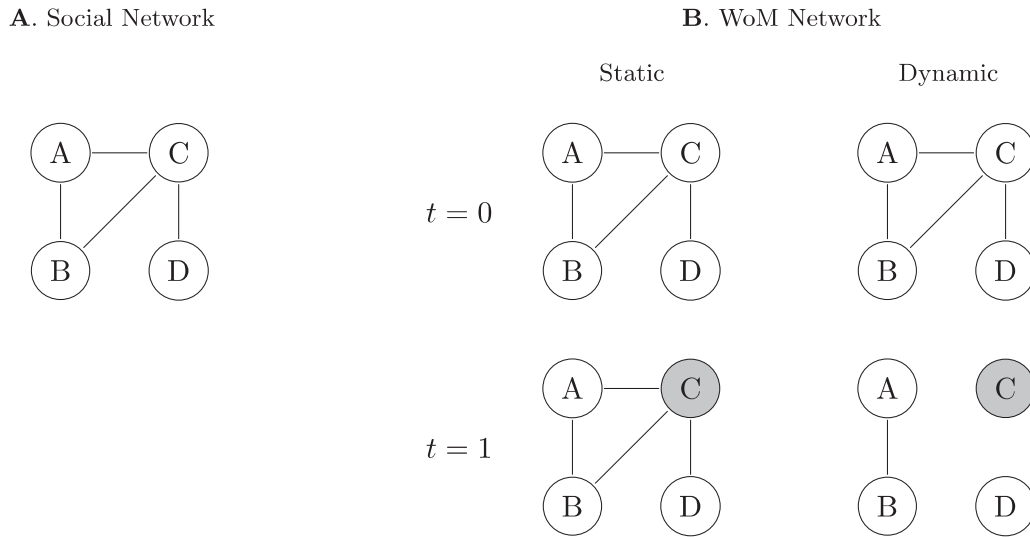 A. Social Network
B. WoM Network
Static
Dynamic
A C
A C
A C
t = 0
B D
B D
B D
A C
A C
t = 1
B D
B D